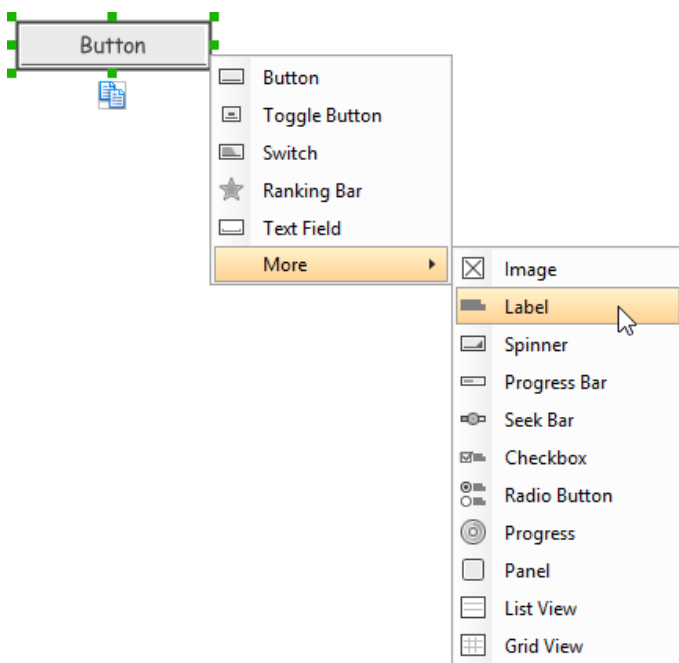 Button
Button
Toggle Button
Switch
Ranking Bar
Text Field
More
Image
Label
Spinner
Progress Bar
Seek Bar
Checkbox
Radio Button
Progress
Panel
List View
Grid View